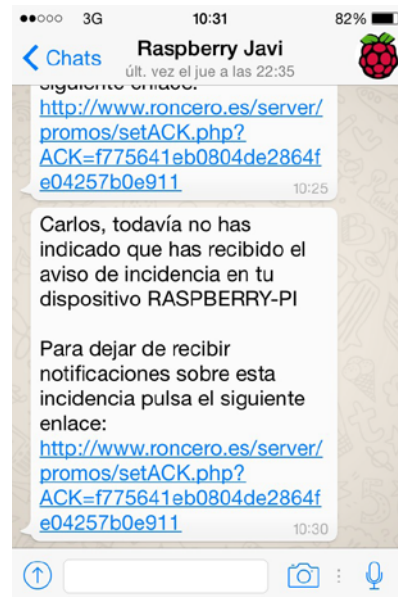 3G 10:31 82%
Chats Raspberry Javi
últ. vez el jue a las 22:35
siguiente enlace:
http://www.roncero.es/server/
promos/setACK.php?
ACK=f775641eb0804de2864f
e04257b0e911
10:25
Carlos, todavía no has
indicado que has recibido el
aviso de incidencia en tu
dispositivo RASPBERRY-PI
Para dejar de recibir
notificaciones sobre esta
incidencia pulsa el siguiente
enlace:
http://www.roncero.es/server/
promos/setACK.php?
ACK=f775641eb0804de2864f
e04257b0e911
10:30